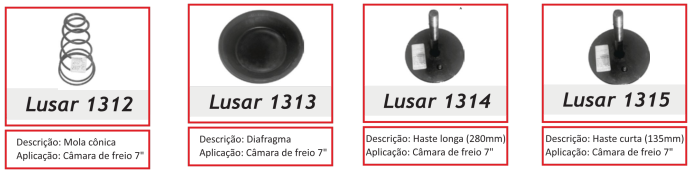 Lusar 1312
Descrição: Mola cônica
Aplicação: Câmara de freio 7"
Lusar 1313
Descrição: Diafragma
Aplicação: Câmara de freio 7"
Lusar 1314
Descrição: Haste longa (280mm)
Aplicação: Câmara de freio 7"
Lusar 1315
Descrição: Haste curta (135mm)
Aplicação: Câmara de freio 7"